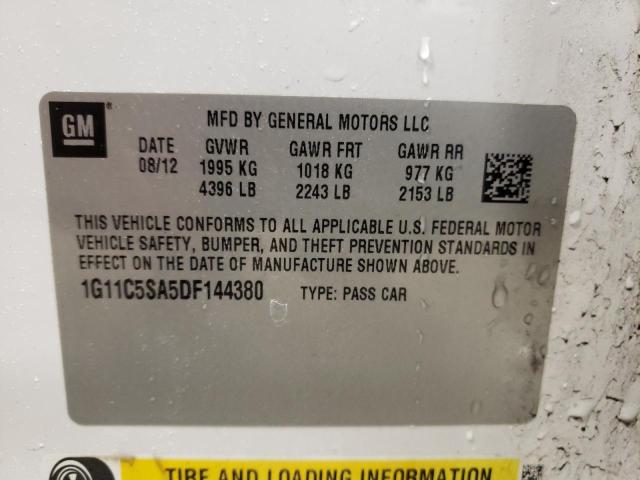 GM
MFD BY GENERAL MOTORS LLC
DATE GVWR GAWR FRT GAWR RR
08/12 1995 KG 1018 KG 977 KG
4396 LB 2243 LB 2153 LB
THIS VEHICLE CONFORMS TO ALL APPLICABLE U.S. FEDERAL MOTOR
VEHICLE SAFETY, BUMPER, AND THEFT PREVENTION STANDARDS IN
EFFECT ON THE DATE OF MANUFACTURE SHOWN ABOVE.
1G11C5SA5DF144380 TYPE: PASS CAR
TIRE AND LOADING INFORMATION